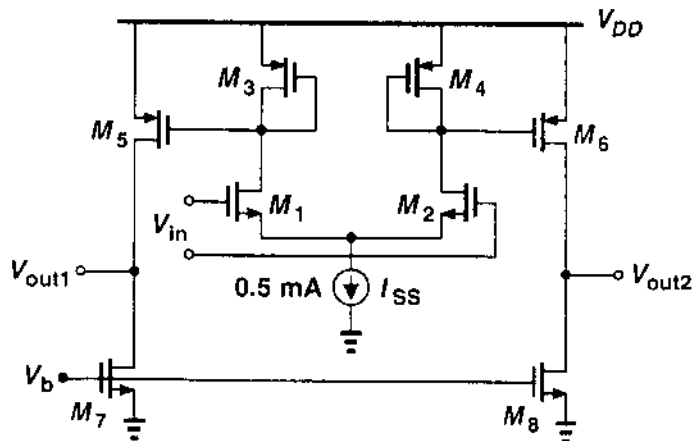 V_DD
M_3
M_4
M_5
M_6
M_1
M_2
V_in
V_out1
0.5 mA
I_SS
V_out2
V_b
M_7
M_8